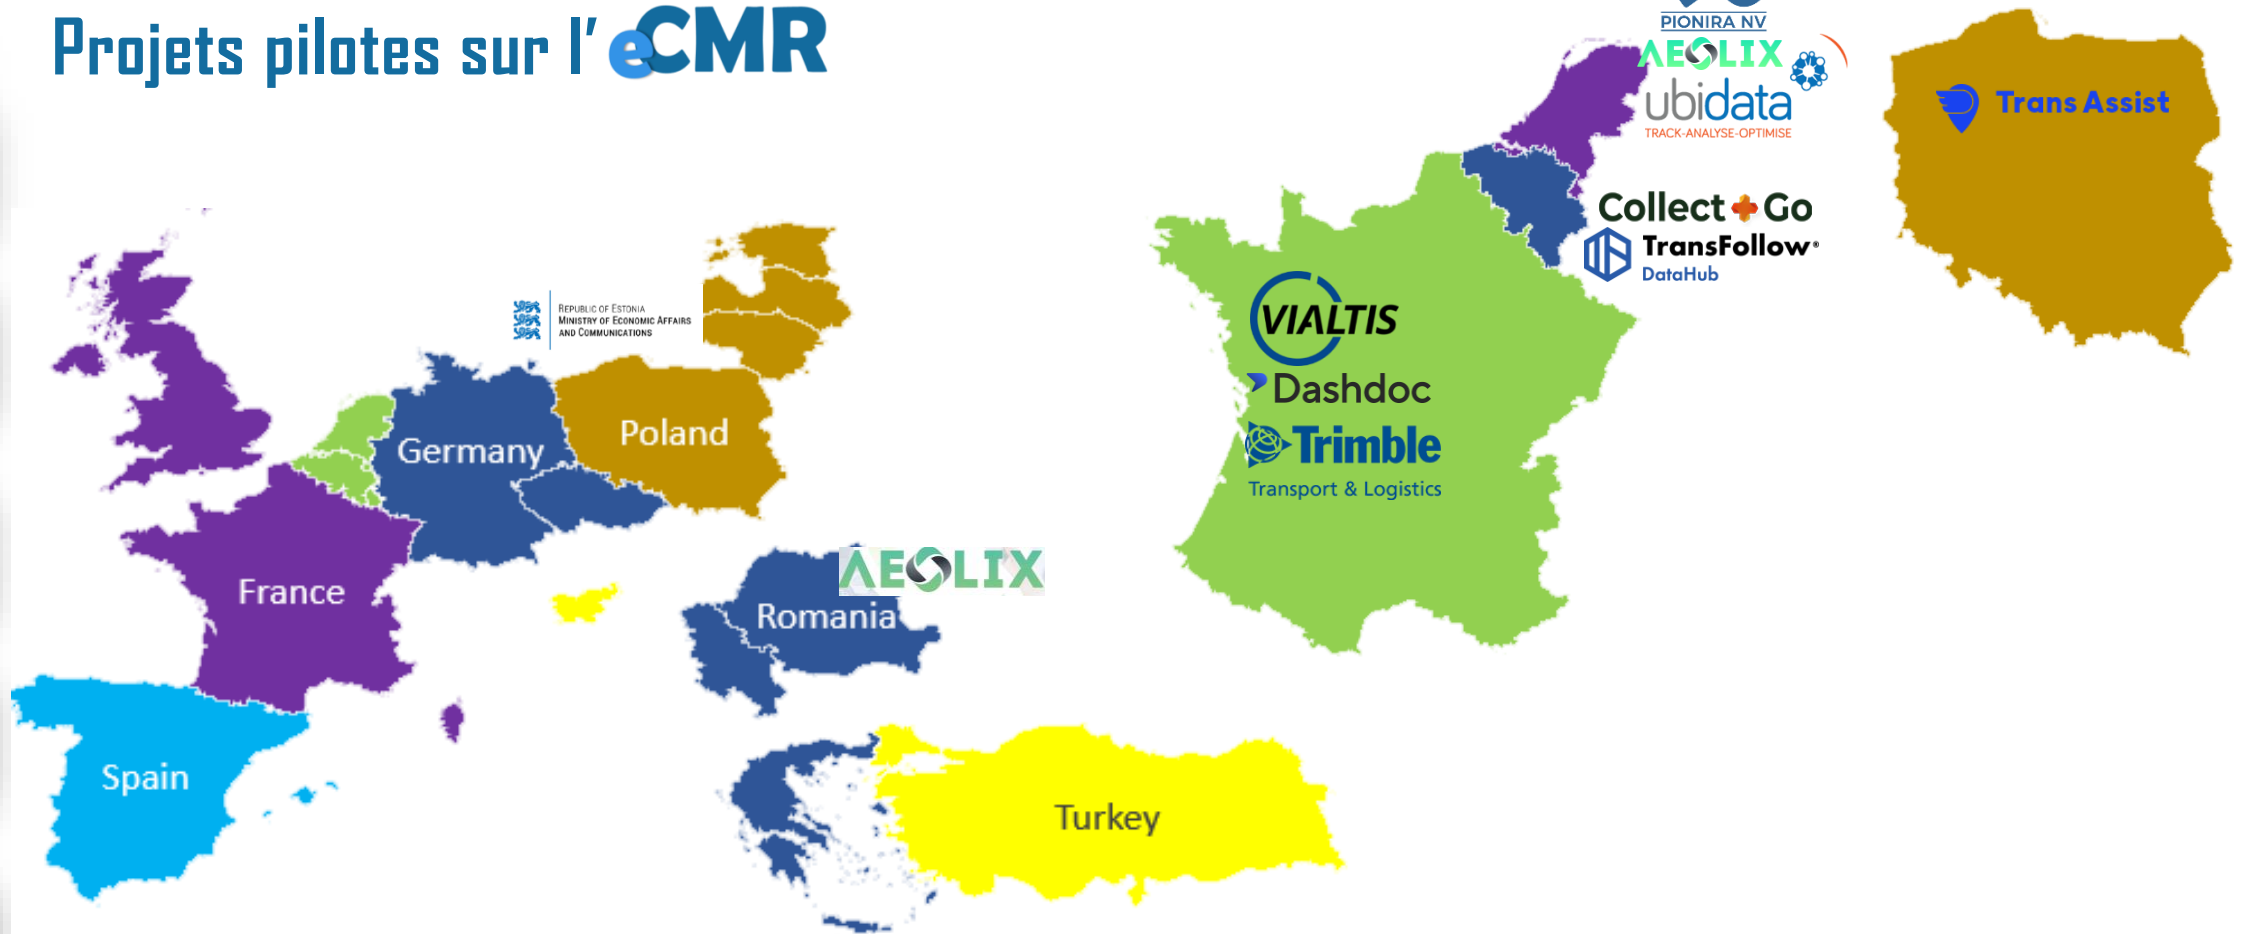 Projets pilotes sur l' eCMR
PIONIRA NV
AEOLIX
ubidata
TRACK-ANALYSE-OPTIMISE
Trans Assist
Collect Go
TransFollow
DataHub
REPUBLIC OF ESTONIA
MINISTRY OF ECONOMIC AFFAIRS
AND COMMUNICATIONS
VIALTIS
Dashdoc
Trimble
Transport & Logistics
Germany
Poland
France
AEOLIX
Romania
Spain
Turkey